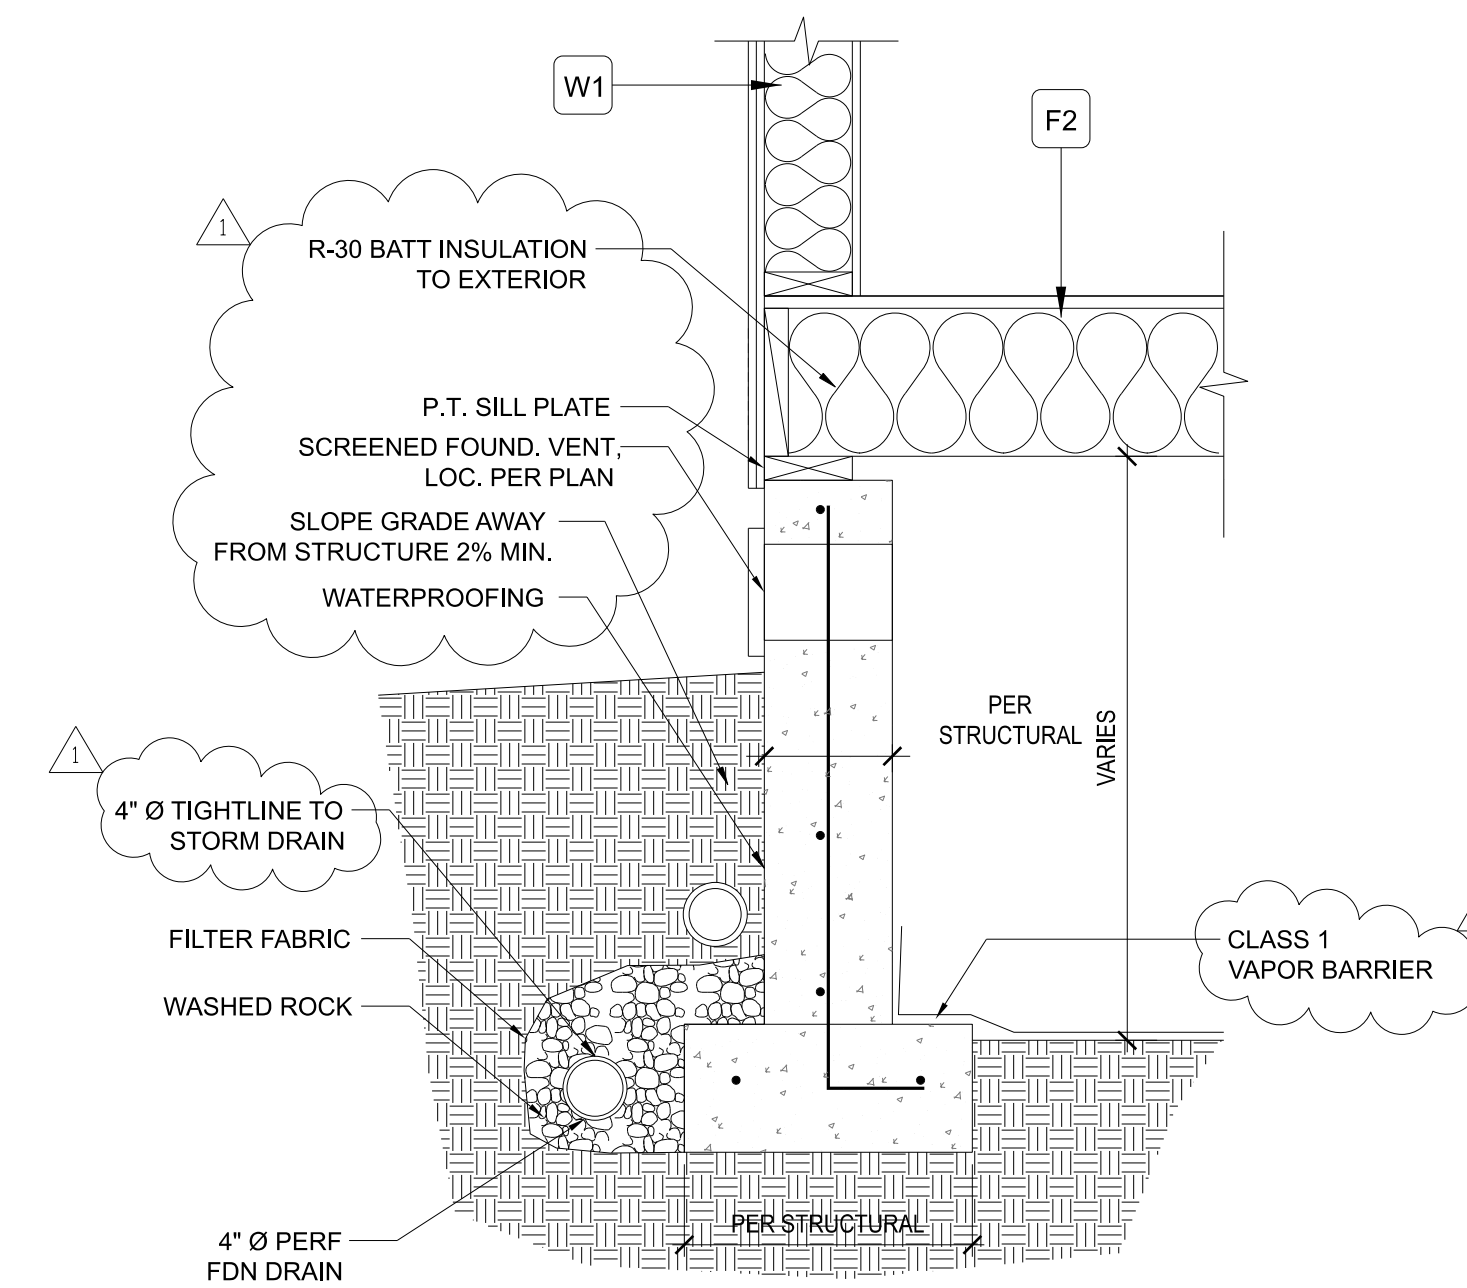 W1
F2
1
R-30 BATT INSULATION
TO EXTERIOR
P.T. SILL PLATE
SCREENED FOUND. VENT,
LOC. PER PLAN
SLOPE GRADE AWAY
FROM STRUCTURE 2% MIN.
WATERPROOFING
PER
STRUCTURAL
VARIES
1
4" Ø TIGHTLINE TO
STORM DRAIN
FILTER FABRIC
WASHED ROCK
CLASS 1
VAPOR BARRIER
PER STRUCTURAL
4" Ø PERF
FDN DRAIN